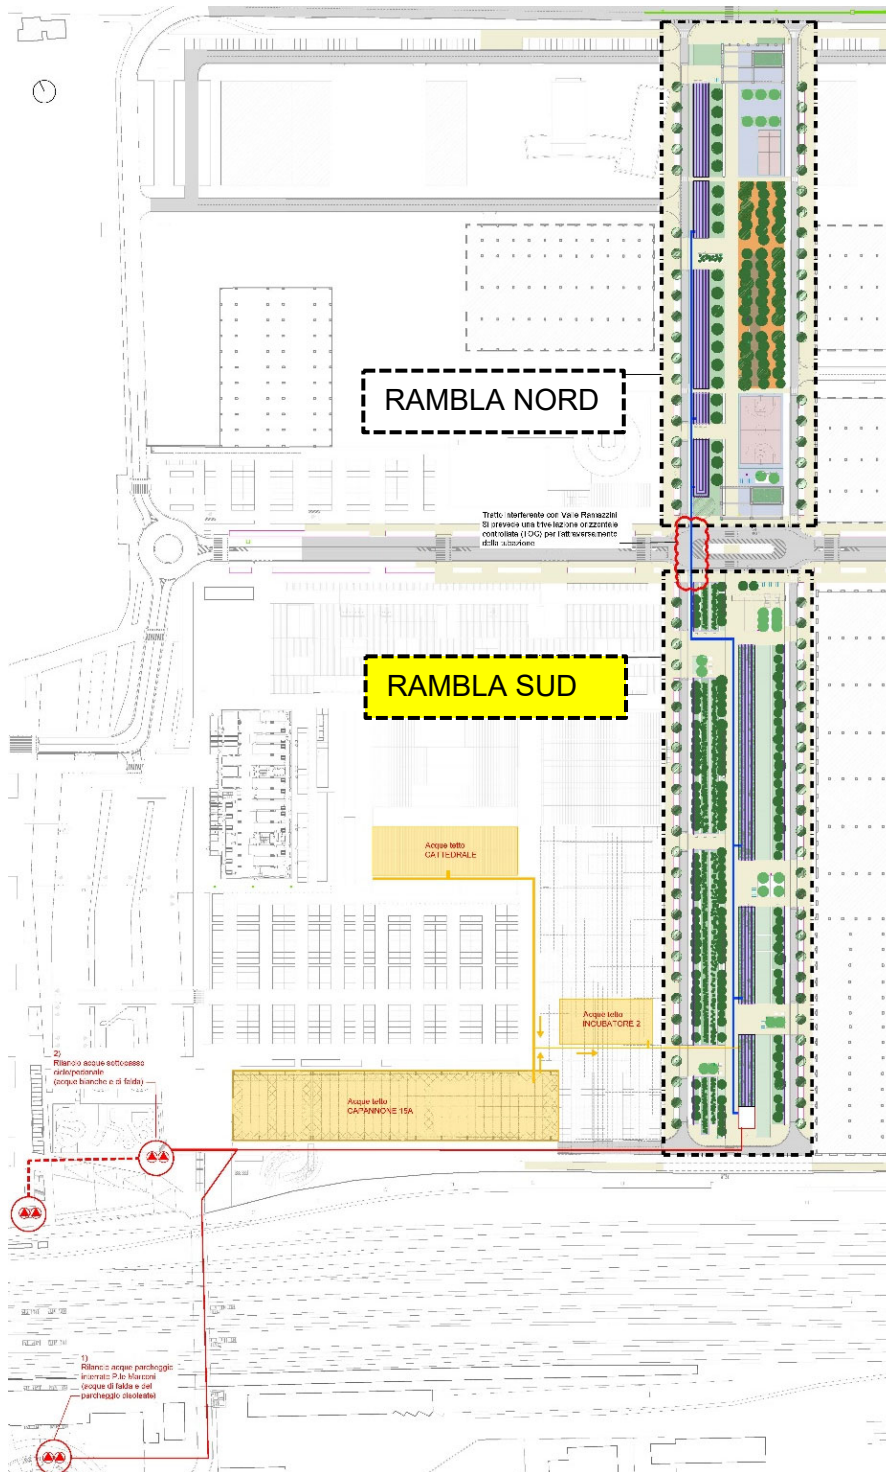 RAMBLA NORD
Tratto interferente con Viale Ramazzini
Si prevede una trivellazione orizzontale
controllata (TOC) per l'attraversamento
della tubazione
RAMBLA SUD
Acque tetto
CATTEDRALE
Acque tetto
INCUBATORE 2
2)
Rilancio acque sottopasso
ciclo/pedonale
(acque bianche e di falda)
Acque tetto
CAPANNONE 15A
1)
Rilancio acque parcheggio
interrato P.le Marconi
(acque di falda e del
parcheggio disoleate)